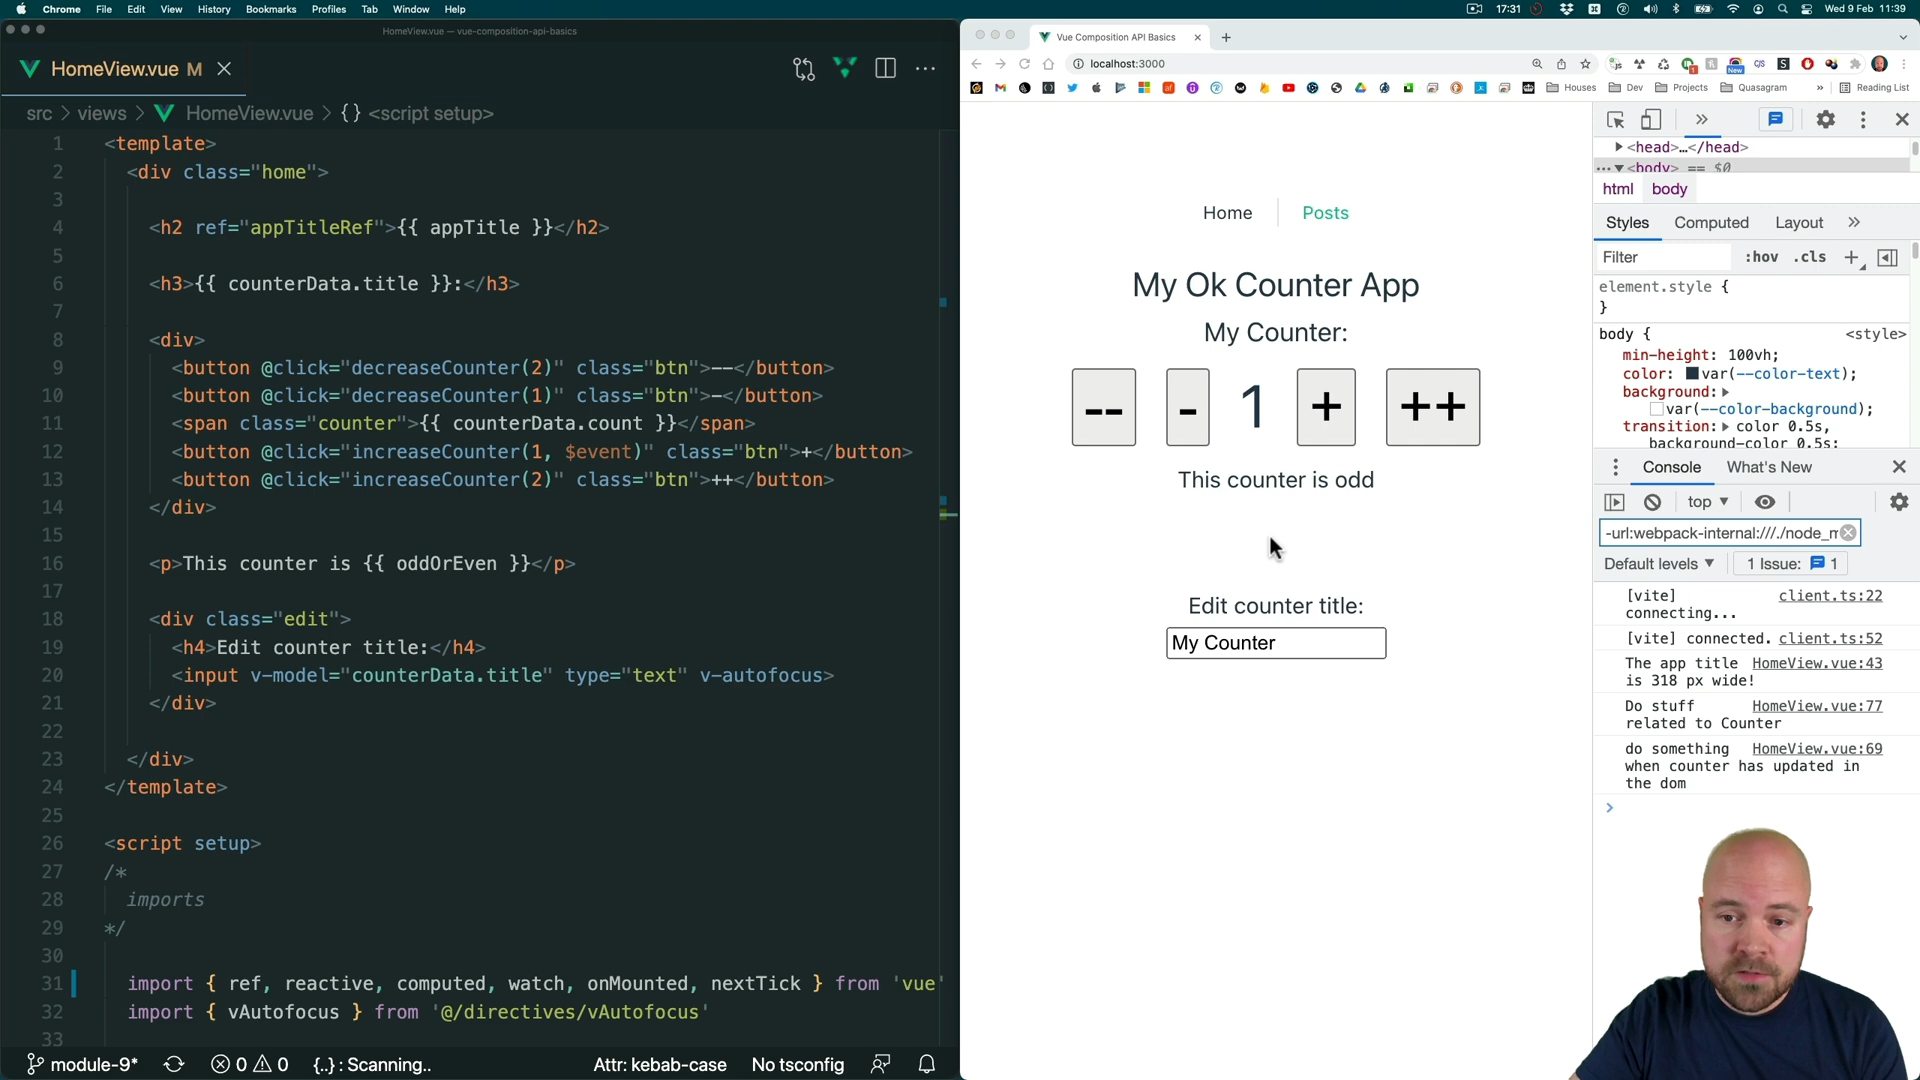 Chrome File Edit View History Bookmarks Profiles Tab Window Help
17:31
Wed 9 Feb 11:39
HomeView.vue — vue-composition-api-basics
HomeView.vue M
src > views > HomeView.vue > {} <script setup>
1 <template>
2 <div class="home">
3
4 <h2 ref="appTitleRef">{{ appTitle }}</h2>
5
6 <h3>{{ counterData.title }}:</h3>
7
8 <div>
9 <button @click="decreaseCounter(2)" class="btn">--</button>
10 <button @click="decreaseCounter(1)" class="btn">-</button>
11 <span class="counter">{{ counterData.count }}</span>
12 <button @click="increaseCounter(1, $event)" class="btn">+</button>
13 <button @click="increaseCounter(2)" class="btn">++</button>
14 </div>
15
16 <p>This counter is {{ oddOrEven }}</p>
17
18 <div class="edit">
19 <h4>Edit counter title:</h4>
20 <input v-model="counterData.title" type="text" v-autofocus>
21 </div>
22
23 </div>
24 </template>
25
26 <script setup>
27 /*
28 imports
29 */
30
31 import { ref, reactive, computed, watch, onMounted, nextTick } from 'vue'
32 import { vAutofocus } from '@/directives/vAutofocus'
33
module-9* 0 0 {..} : Scanning.. Attr: kebab-case No tsconfig
Vue Composition API Basics
localhost:3000
Houses Dev Projects Quasagram » Reading List
Home
Posts
My Ok Counter App
My Counter:
-- - 1 + ++
This counter is odd
Edit counter title:
My Counter
<head>…</head>
<body> == $0
html body
Styles Computed Layout »
Filter :hov .cls +
element.style {
}
body { <style>
min-height: 100vh;
color: var(--color-text);
background:
var(--color-background);
transition: color 0.5s,
background-color 0.5s;
Console What's New
top
-url:webpack-internal:///./node_m
Default levels 1 Issue: 1
[vite] client.ts:22
connecting...
[vite] connected. client.ts:52
The app title HomeView.vue:43
is 318 px wide!
Do stuff HomeView.vue:77
related to Counter
do something HomeView.vue:69
when counter has updated in
the dom